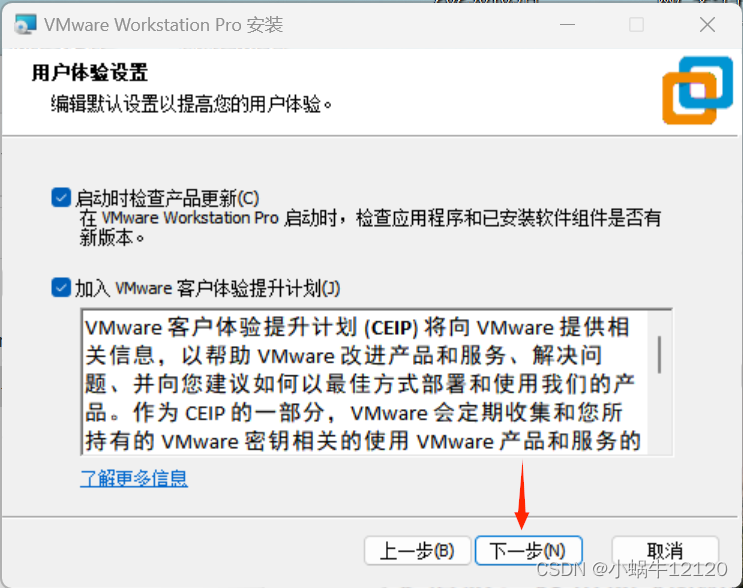 VMware Workstation Pro 安装
用户体验设置
编辑默认设置以提高您的用户体验。
启动时检查产品更新(C)
在 VMware Workstation Pro 启动时，检查应用程序和已安装软件组件是否有
新版本。
加入 VMware 客户体验提升计划(J)
VMware 客户体验提升计划 (CEIP) 将向 VMware 提供相
关信息，以帮助 VMware 改进产品和服务、解决问
题、并向您建议如何以最佳方式部署和使用我们的产
品。作为 CEIP 的一部分，VMware 会定期收集和您所
持有的 VMware 密钥相关的使用 VMware 产品和服务的
了解更多信息
上一步(B) 下一步(N) 取消
CSDN @小蜗牛12120